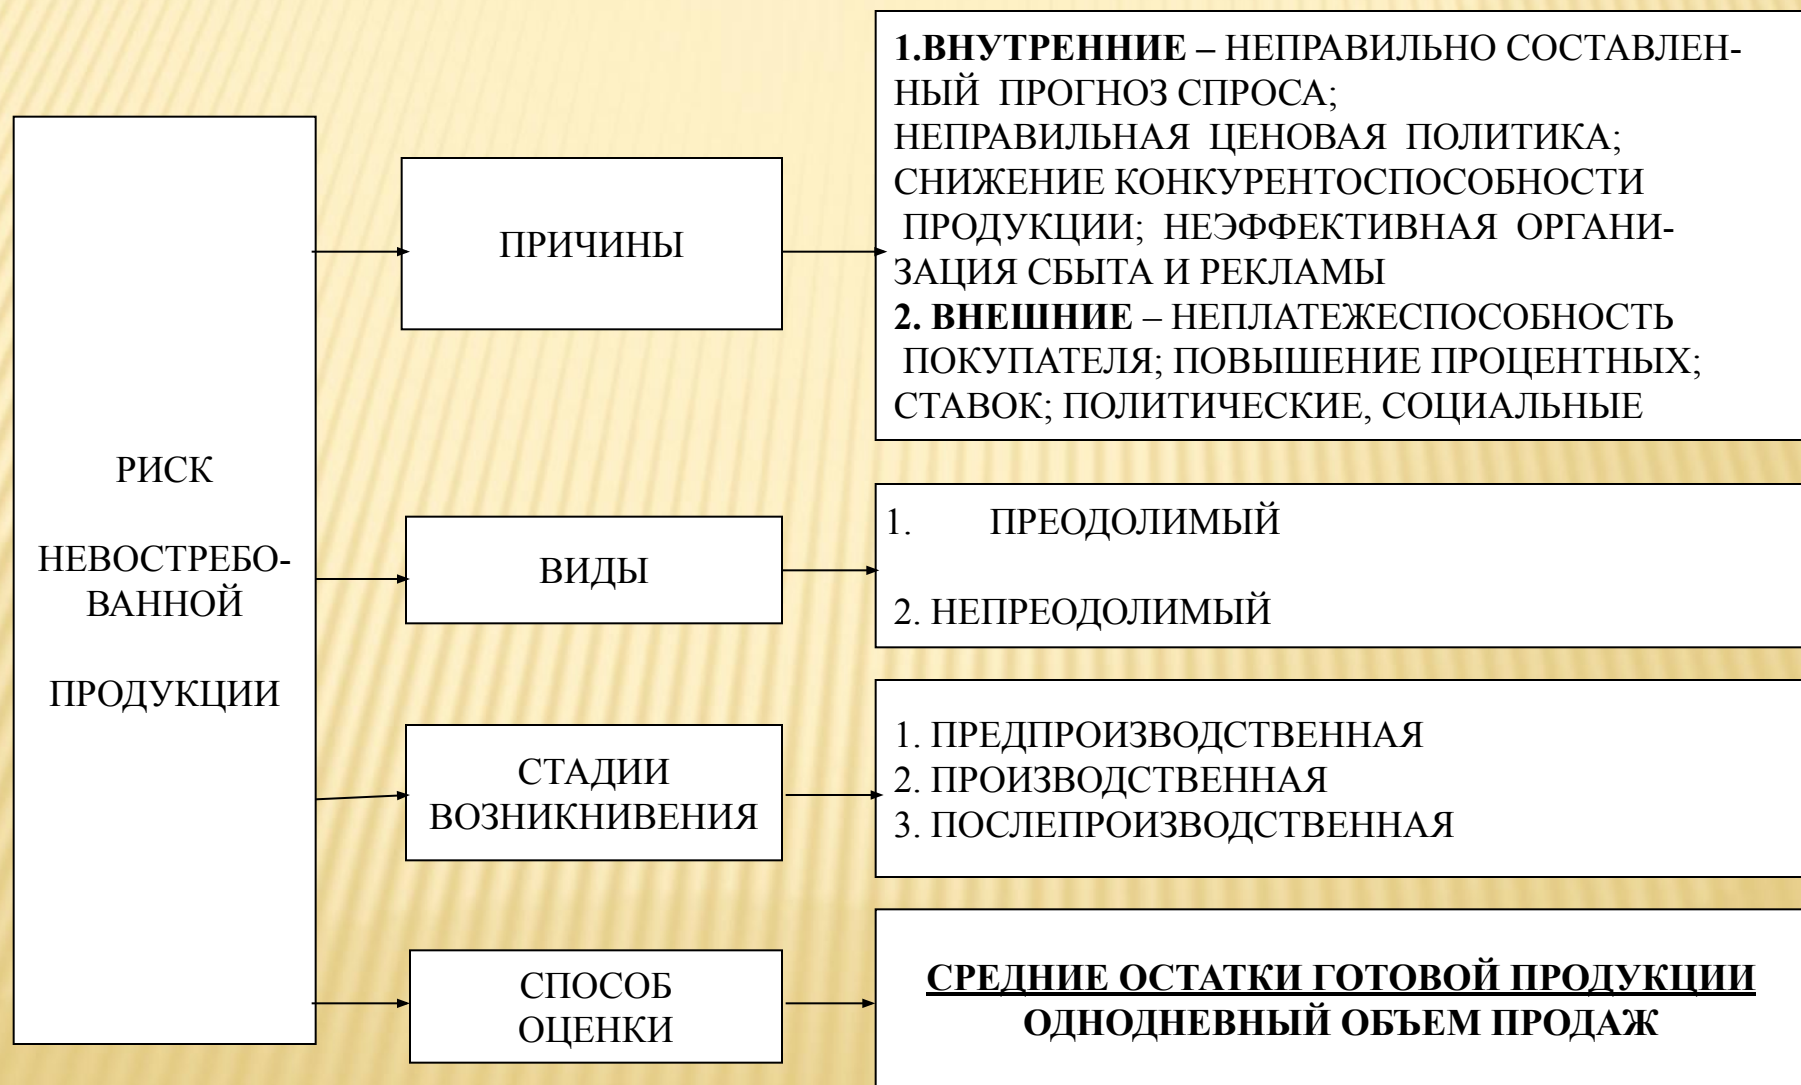 РИСК
НЕВОСТРЕБО-
ВАННОЙ
ПРОДУКЦИИ
ПРИЧИНЫ
1.ВНУТРЕННИЕ – НЕПРАВИЛЬНО СОСТАВЛЕН-
НЫЙ ПРОГНОЗ СПРОСА;
НЕПРАВИЛЬНАЯ ЦЕНОВАЯ ПОЛИТИКА;
СНИЖЕНИЕ КОНКУРЕНТОСПОСОБНОСТИ
ПРОДУКЦИИ; НЕЭФФЕКТИВНАЯ ОРГАНИ-
ЗАЦИЯ СБЫТА И РЕКЛАМЫ
2. ВНЕШНИЕ – НЕПЛАТЕЖЕСПОСОБНОСТЬ
ПОКУПАТЕЛЯ; ПОВЫШЕНИЕ ПРОЦЕНТНЫХ;
СТАВОК; ПОЛИТИЧЕСКИЕ, СОЦИАЛЬНЫЕ
ВИДЫ
1. ПРЕОДОЛИМЫЙ
2. НЕПРЕОДОЛИМЫЙ
СТАДИИ
ВОЗНИКНИВЕНИЯ
1. ПРЕДПРОИЗВОДСТВЕННАЯ
2. ПРОИЗВОДСТВЕННАЯ
3. ПОСЛЕПРОИЗВОДСТВЕННАЯ
СПОСОБ
ОЦЕНКИ
СРЕДНИЕ ОСТАТКИ ГОТОВОЙ ПРОДУКЦИИ
ОДНОДНЕВНЫЙ ОБЪЕМ ПРОДАЖ